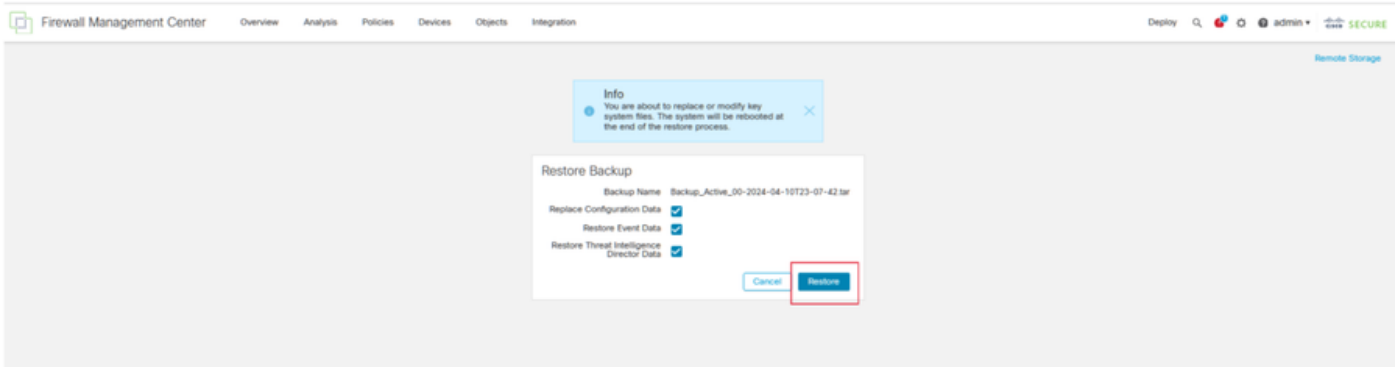 Firewall Management Center Overview Analysis Policies Devices Objects Integration Deploy admin SECURE
Remote Storage
Info
You are about to replace or modify key
system files. The system will be rebooted at
the end of the restore process.
Restore Backup
Backup Name Backup_Active_00-2024-04-10T23-07-42.tar
Replace Configuration Data
Restore Event Data
Restore Threat Intelligence
Director Data
Cancel Restore